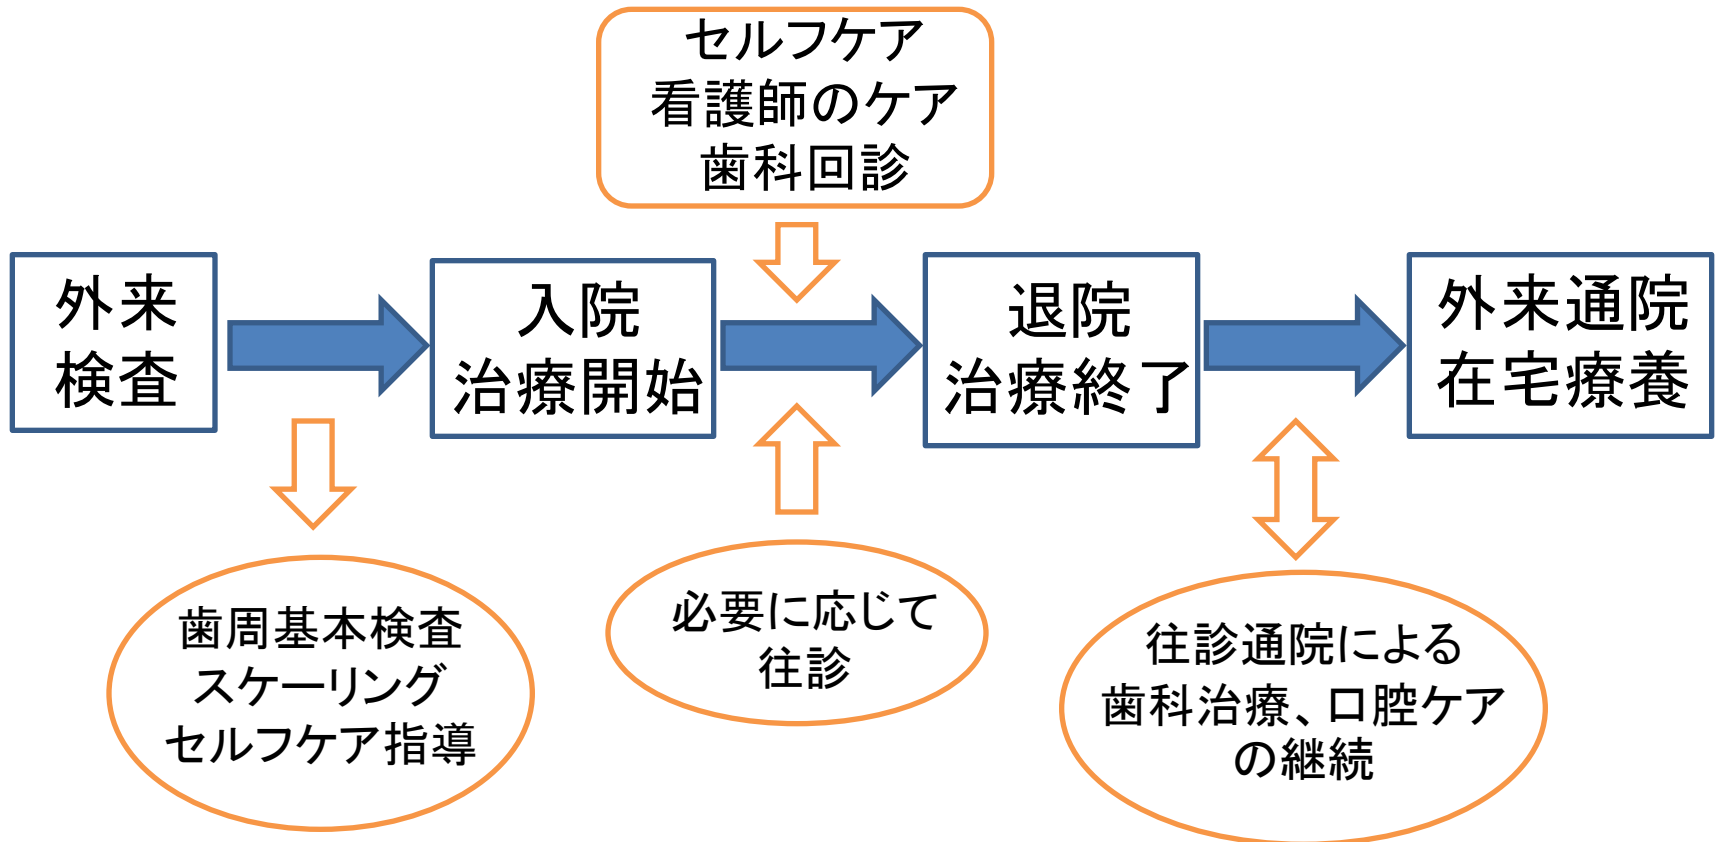 セルフケア
看護師のケア
歯科回診
外来
検査
入院
治療開始
退院
治療終了
外来通院
在宅療養
歯周基本検査
スケーリング
セルフケア指導
必要に応じて
往診
往診通院による
歯科治療、口腔ケア
の継続